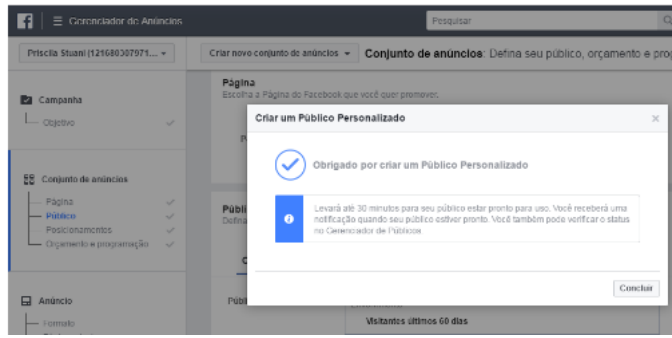 Gerenciador de Anúncios
Pesquisar
Priscila Stuani (121680307971...
Criar novo conjunto de anúncios
Conjunto de anúncios: Defina seu público, orçamento e
Campanha
Objetivo
Conjunto de anúncios
Página
Público
Posicionamentos
Orçamento e programação
Anúncio
Formato
Página
Escolha a Página do Facebook que você quer promover.
Criar um Público Personalizado
Obrigado por criar um Público Personalizado
Levará até 30 minutos para seu público estar pronto para uso. Você receberá uma
notificação quando seu público estiver pronto. Você também pode verificar o status
no Gerenciador de Públicos
Concluir
Visitantes últimos 60 dias